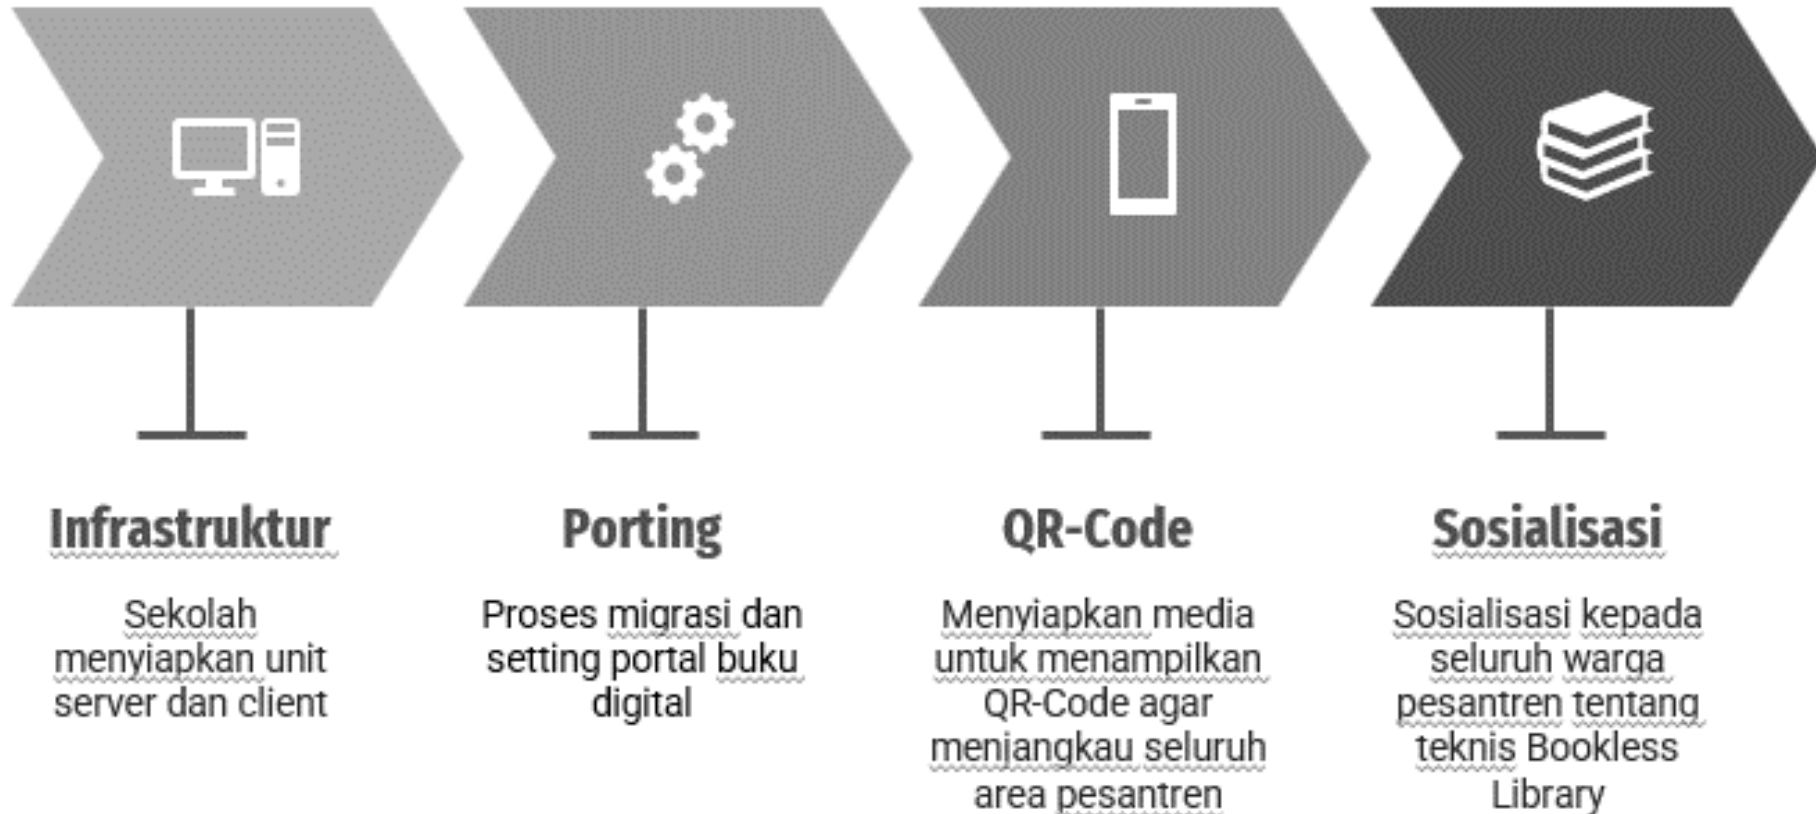 Infrastruktur
Sekolah
menyiapkan unit
server dan client
Porting
Proses migrasi dan
setting portal buku
digital
QR-Code
Menyiapkan media
untuk menampilkan
QR-Code agar
menjangkau seluruh
area pesantren
Sosialisasi
Sosialisasi kepada
seluruh warga
pesantren tentang
teknis Bookless
Library